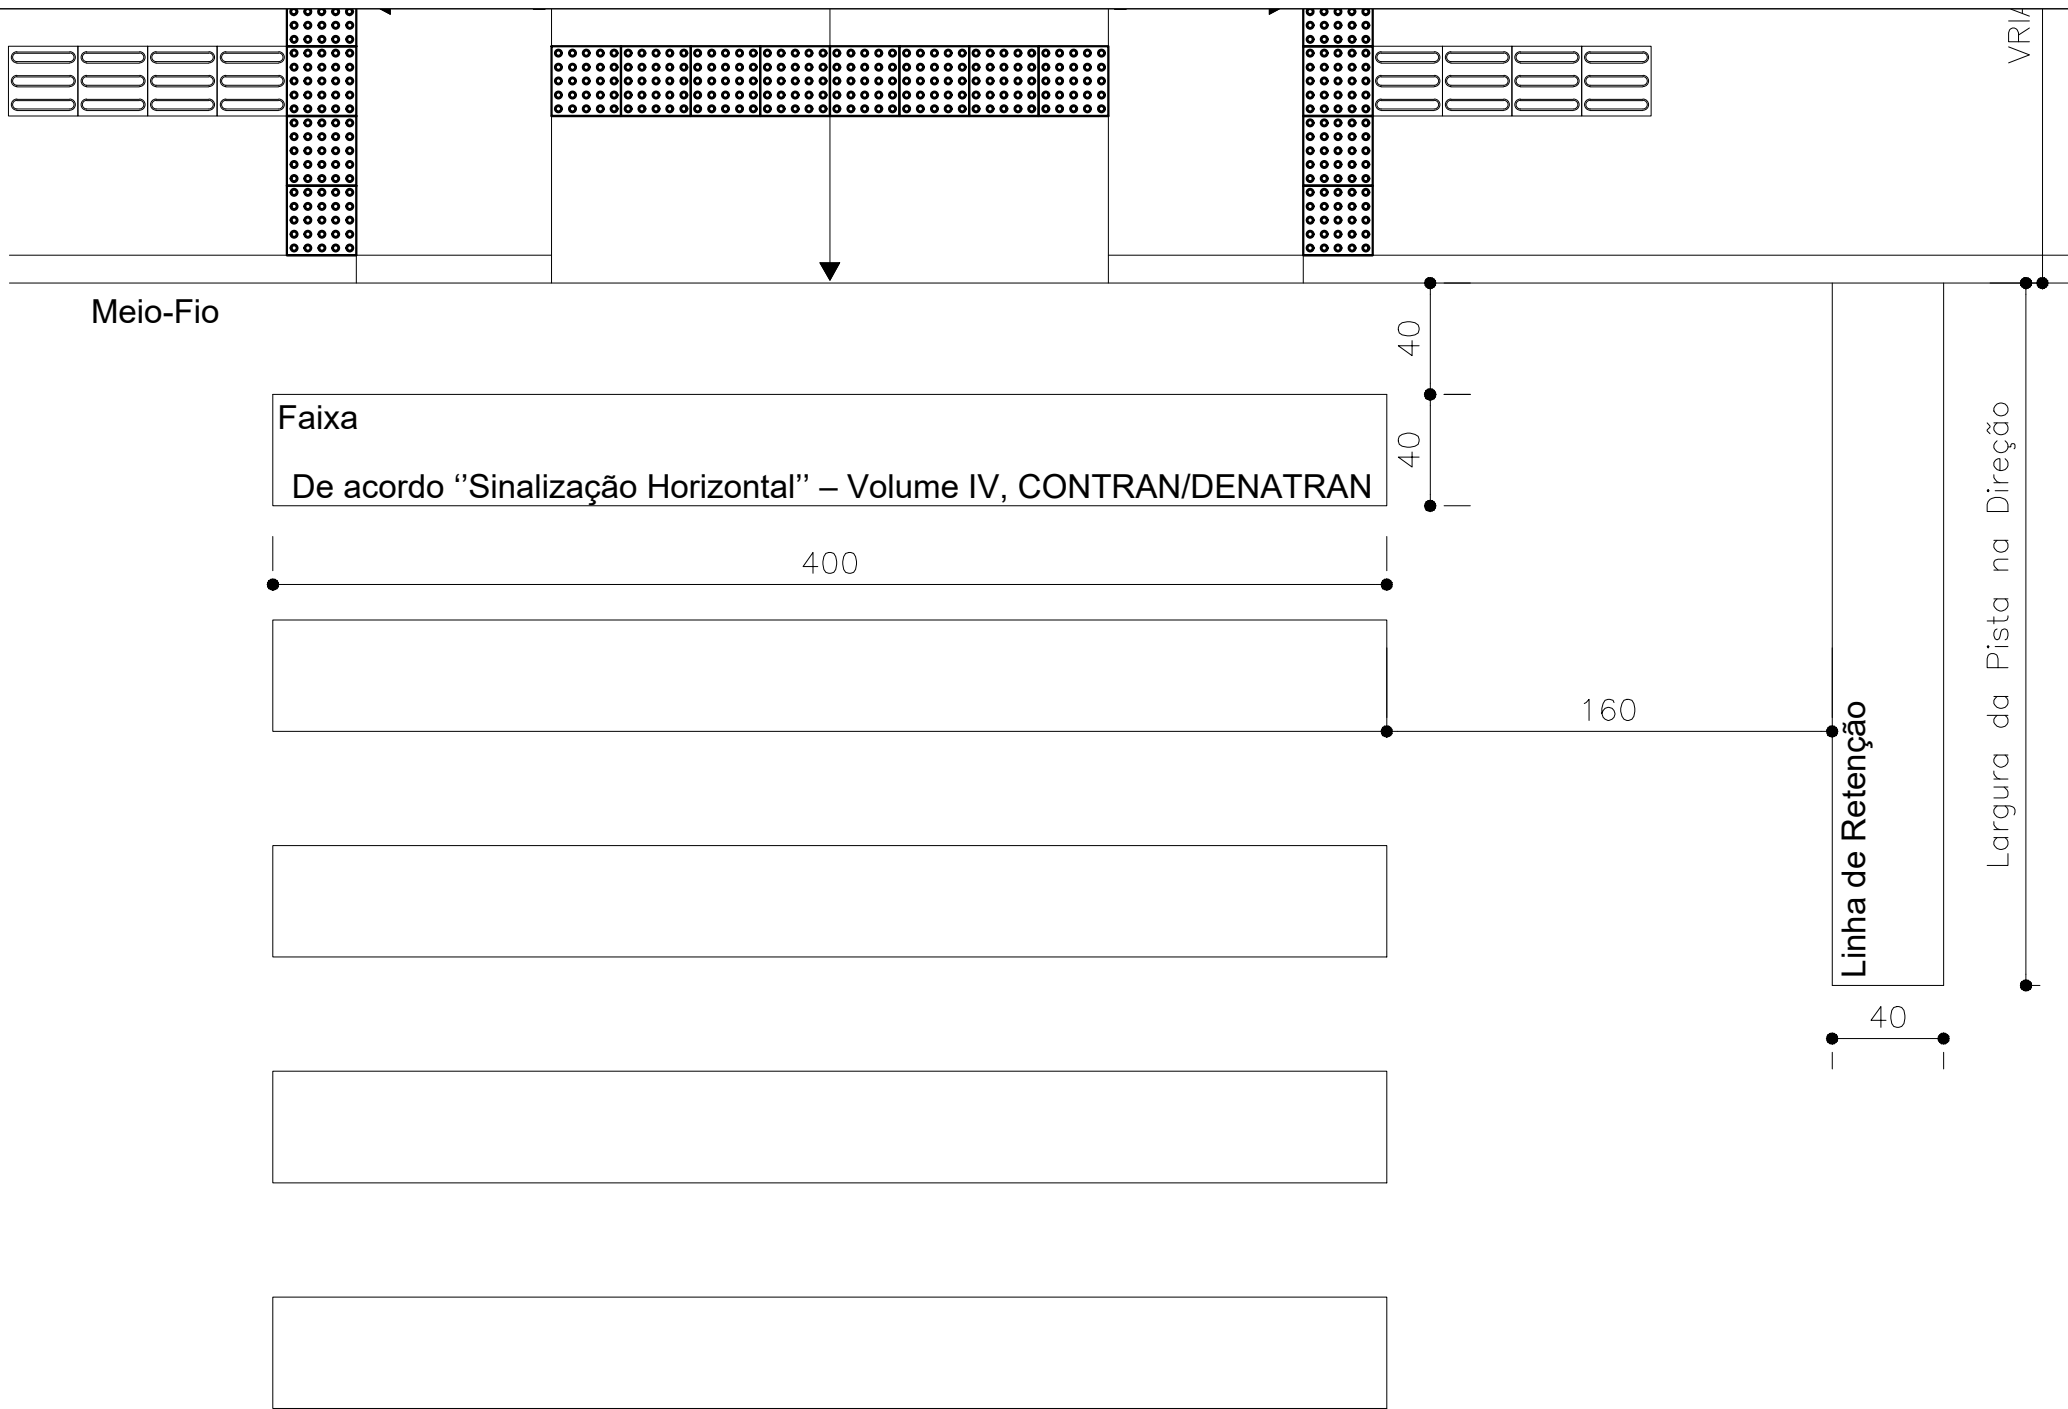 Meio-Fio
40
Faixa
40
De acordo ‘’Sinalização Horizontal’’ – Volume IV, CONTRAN/DENATRAN
400
160
Linha de Retenção
Largura da Pista na Direção
40